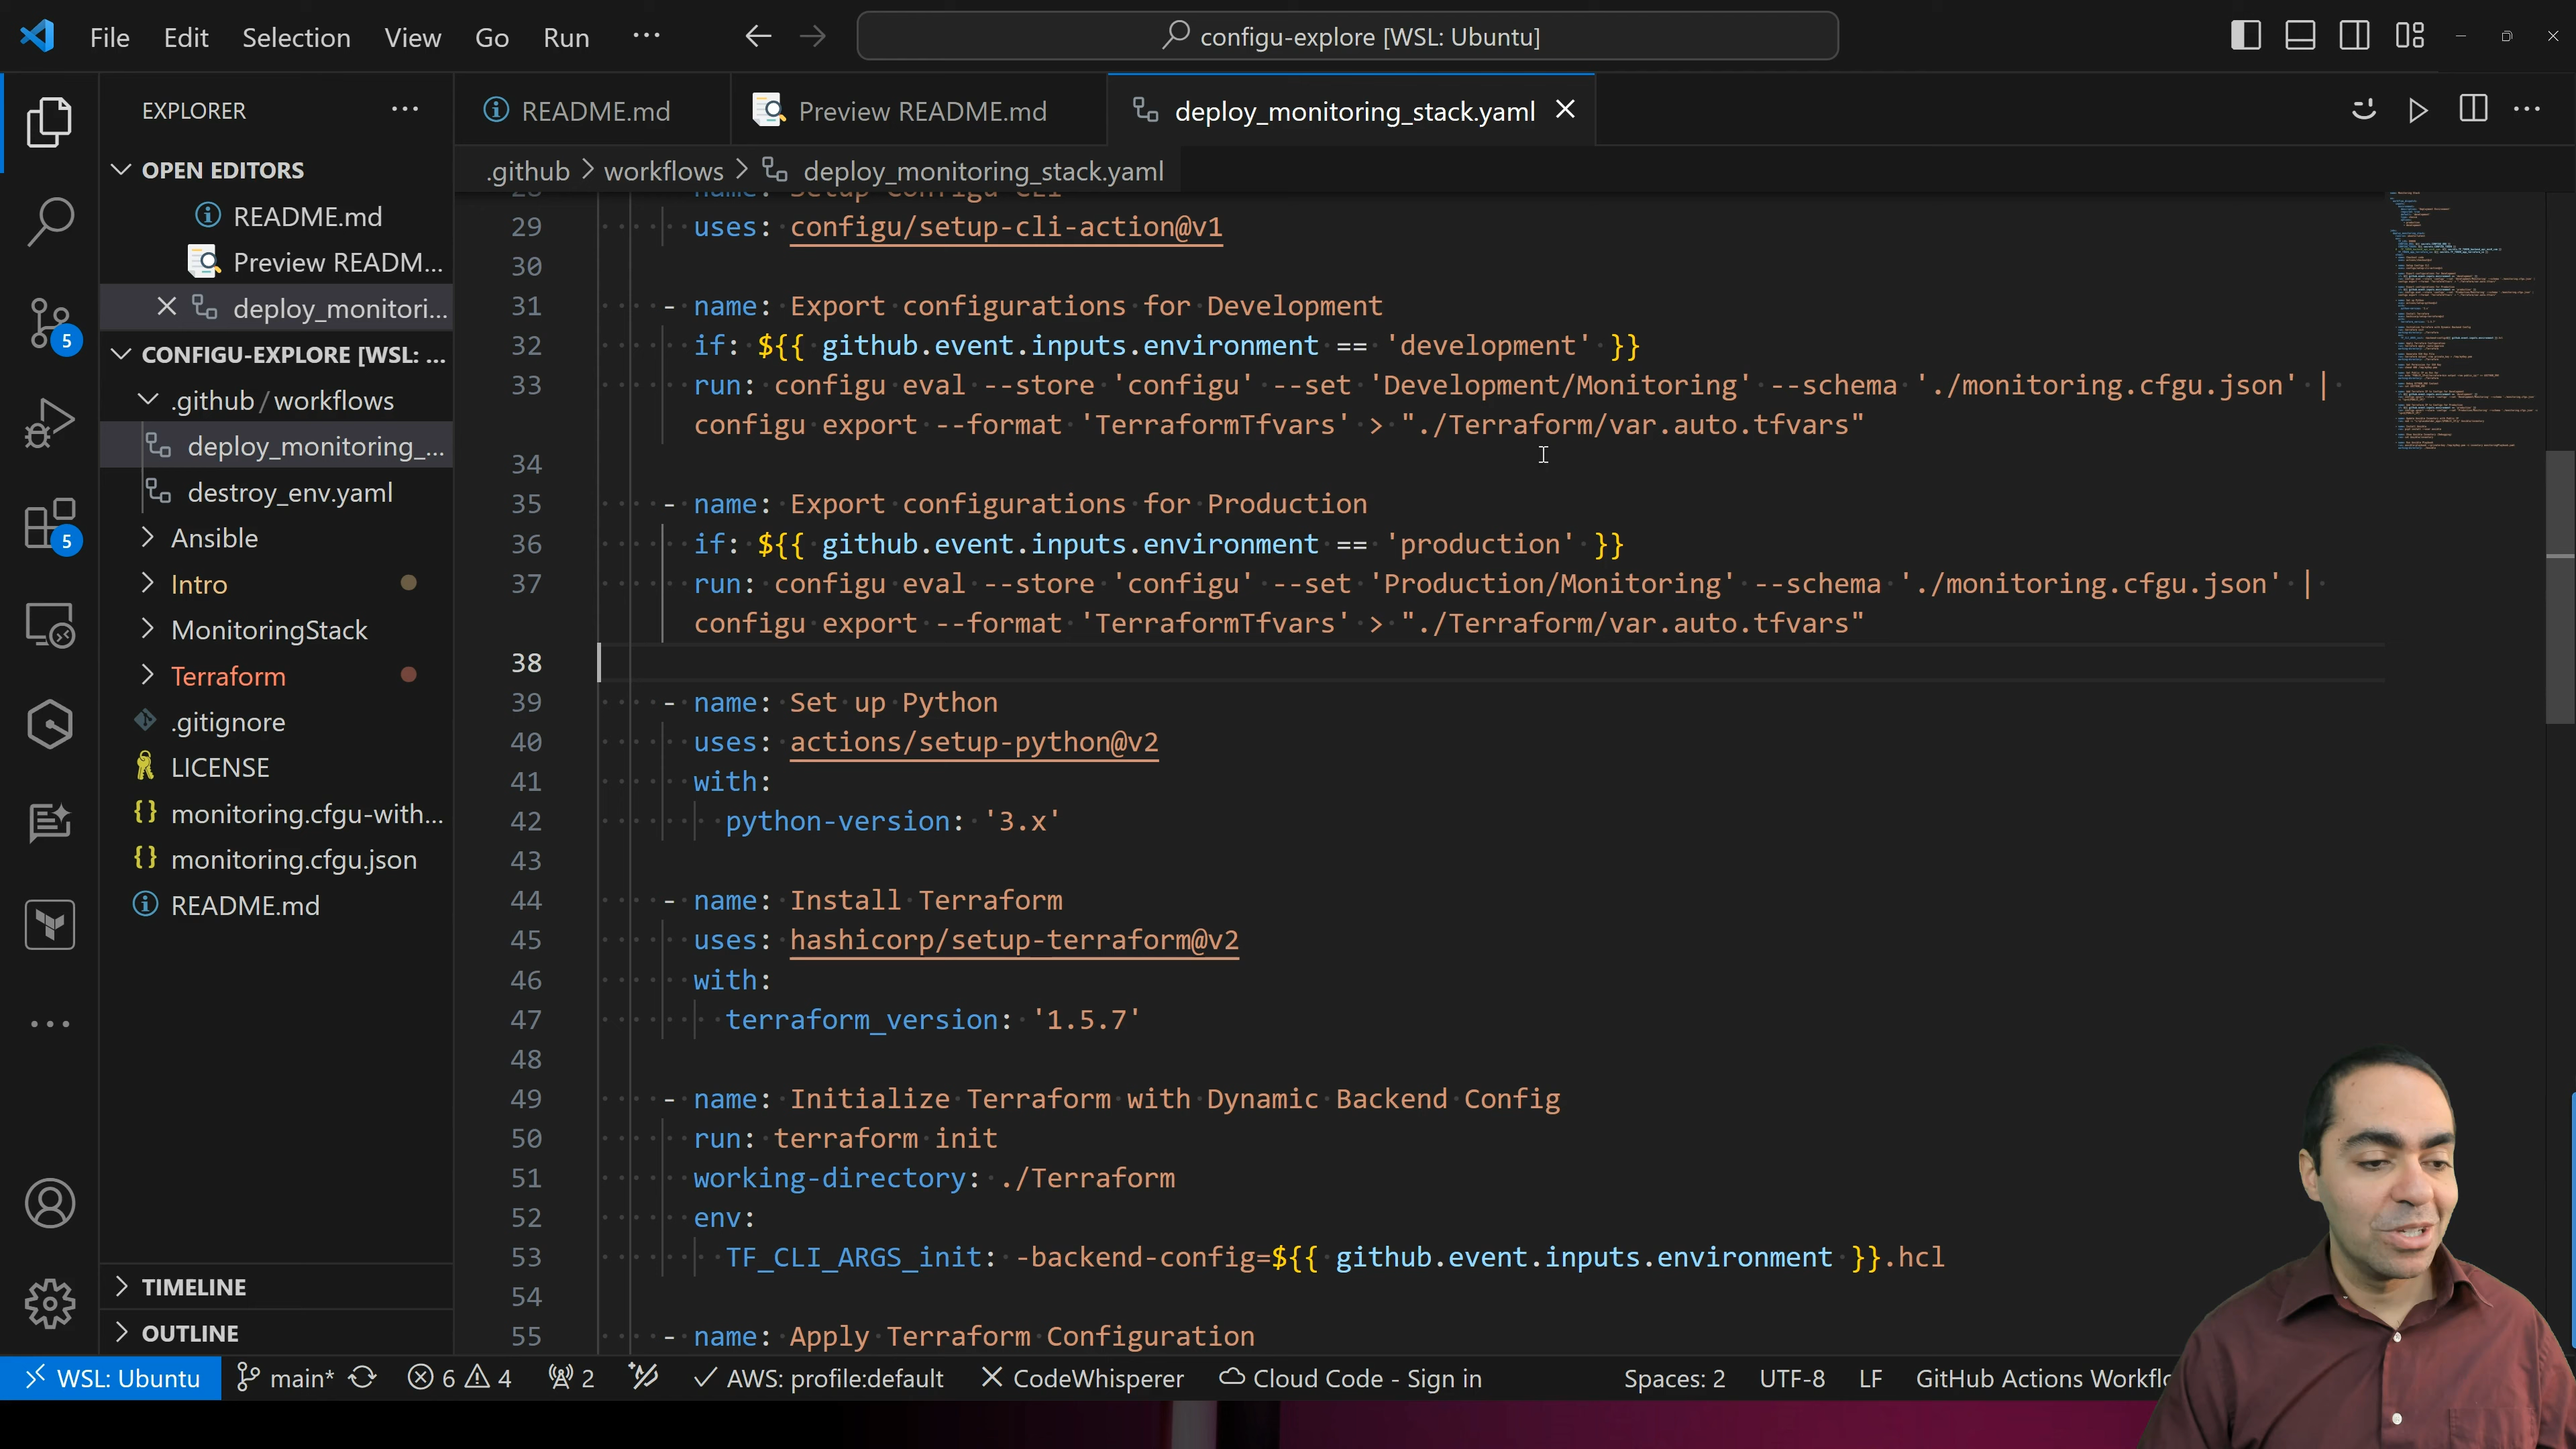 File Edit Selection View Go Run ··· configu-explore [WSL: Ubuntu]
EXPLORER ···
OPEN EDITORS
README.md
Preview READM...
deploy_monitori...
CONFIGU-EXPLORE [WSL: ...
.github / workflows
deploy_monitoring_...
destroy_env.yaml
Ansible
Intro
MonitoringStack
Terraform
.gitignore
LICENSE
{} monitoring.cfgu-with...
{} monitoring.cfgu.json
README.md
TIMELINE
OUTLINE
5
5
README.md Preview README.md deploy_monitoring_stack.yaml
.github > workflows > deploy_monitoring_stack.yaml
28 name: Setup Configu CLI
29 uses: configu/setup-cli-action@v1
30
31 - name: Export configurations for Development
32 if: ${{ github.event.inputs.environment == 'development' }}
33 run: configu eval --store 'configu' --set 'Development/Monitoring' --schema './monitoring.cfgu.json' |
configu export --format 'TerraformTfvars' > "./Terraform/var.auto.tfvars"
34
35 - name: Export configurations for Production
36 if: ${{ github.event.inputs.environment == 'production' }}
37 run: configu eval --store 'configu' --set 'Production/Monitoring' --schema './monitoring.cfgu.json' |
configu export --format 'TerraformTfvars' > "./Terraform/var.auto.tfvars"
38
39 - name: Set up Python
40 uses: actions/setup-python@v2
41 with:
42 python-version: '3.x'
43
44 - name: Install Terraform
45 uses: hashicorp/setup-terraform@v2
46 with:
47 terraform_version: '1.5.7'
48
49 - name: Initialize Terraform with Dynamic Backend Config
50 run: terraform init
51 working-directory: ./Terraform
52 env:
53 TF_CLI_ARGS_init: -backend-config=${{ github.event.inputs.environment }}.hcl
54
55 - name: Apply Terraform Configuration
WSL: Ubuntu main* 6 4 2 AWS: profile:default CodeWhisperer Cloud Code - Sign in Spaces: 2 UTF-8 LF GitHub Actions Workflo